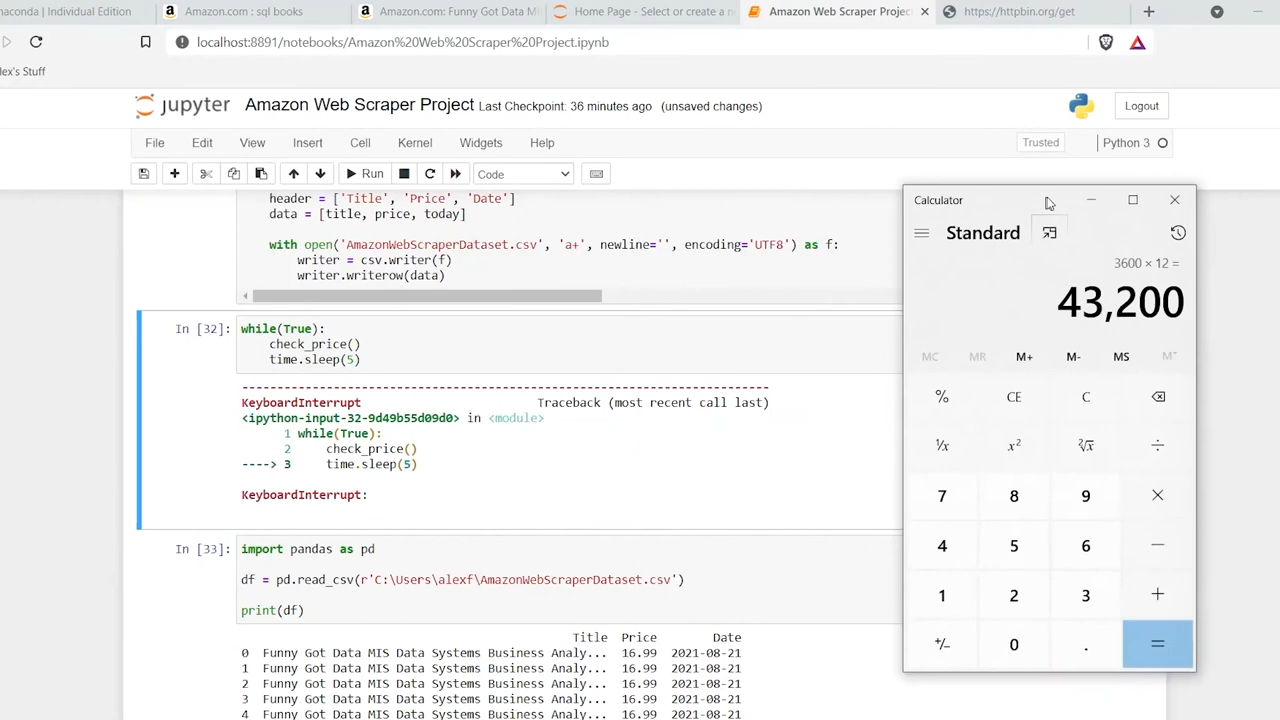 naconda | Individual Edition
Amazon.com : sql books
Amazon.com: Funny Got Data MI
Home Page - Select or create a n
Amazon Web Scraper Project
https://httpbin.org/get
localhost:8891/notebooks/Amazon%20Web%20Scraper%20Project.ipynb
lex's Stuff
jupyter Amazon Web Scraper Project Last Checkpoint: 36 minutes ago (unsaved changes)
Logout
File Edit View Insert Cell Kernel Widgets Help
Trusted
Python 3
Run
Code
header = ['Title', 'Price', 'Date']
data = [title, price, today]
with open('AmazonWebScraperDataset.csv', 'a+', newline='', encoding='UTF8') as f:
writer = csv.writer(f)
writer.writerow(data)
In [32]:
while(True):
check_price()
time.sleep(5)
---------------------------------------------------------------------------
KeyboardInterrupt Traceback (most recent call last)
<ipython-input-32-9d49b55d09d0> in <module>
1 while(True):
2 check_price()
----> 3 time.sleep(5)
KeyboardInterrupt:
In [33]:
import pandas as pd
df = pd.read_csv(r'C:\Users\alexf\AmazonWebScraperDataset.csv')
print(df)
Title Price Date
0 Funny Got Data MIS Data Systems Business Analy... 16.99 2021-08-21
1 Funny Got Data MIS Data Systems Business Analy... 16.99 2021-08-21
2 Funny Got Data MIS Data Systems Business Analy... 16.99 2021-08-21
3 Funny Got Data MIS Data Systems Business Analy... 16.99 2021-08-21
4 Funny Got Data MIS Data Systems Business Analy... 16.99 2021-08-21
Calculator
Standard
3600 × 12 =
43,200
MC MR M+ M- MS M˅
% CE C
¹/x x² ²√x ÷
7 8 9 ×
4 5 6 −
1 2 3 +
+/− 0 . =